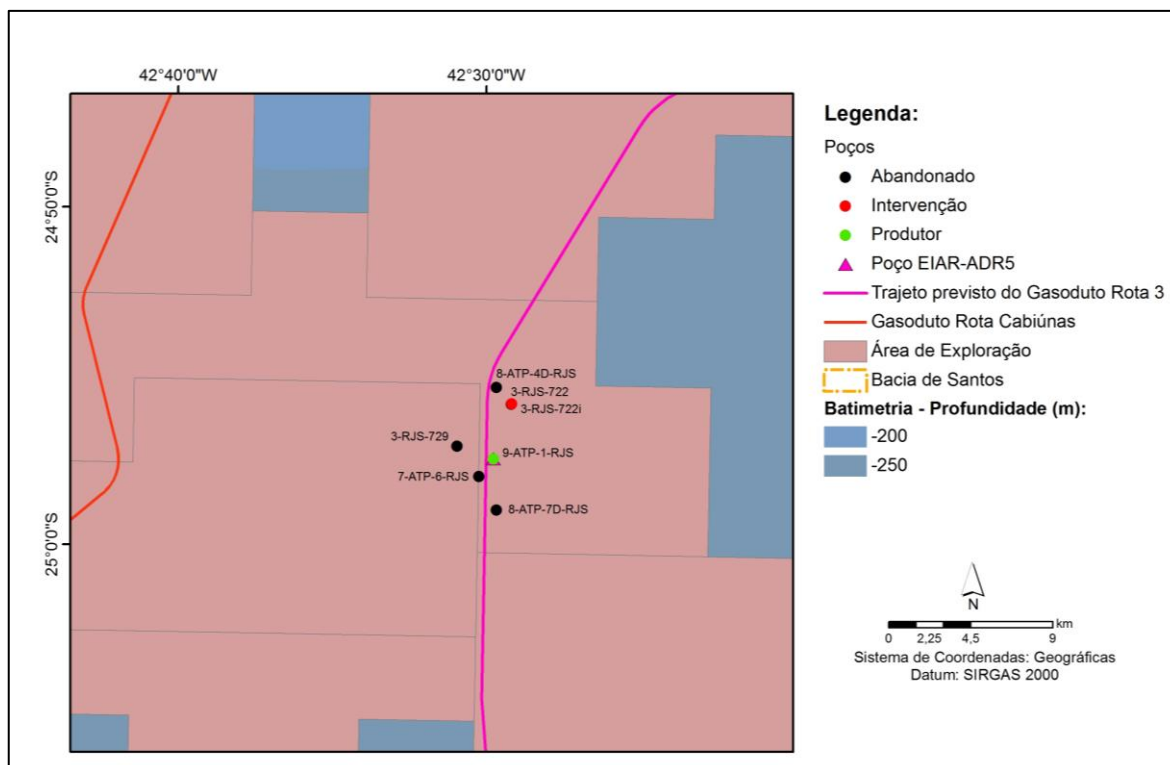 42°40'0"W
42°30'0"W
24°50'0"S
25°0'0"S
8-ATP-4D-RJS
3-RJS-722
3-RJS-722i
3-RJS-729
9-ATP-1-RJS
7-ATP-6-RJS
8-ATP-7D-RJS
Legenda:
Poços
Abandonado
Intervenção
Produtor
Poço EIAR-ADR5
Trajeto previsto do Gasoduto Rota 3
Gasoduto Rota Cabiúnas
Área de Exploração
Bacia de Santos
Batimetria - Profundidade (m):
-200
-250
N
km
0 2,25 4,5 9
Sistema de Coordenadas: Geográficas
Datum: SIRGAS 2000